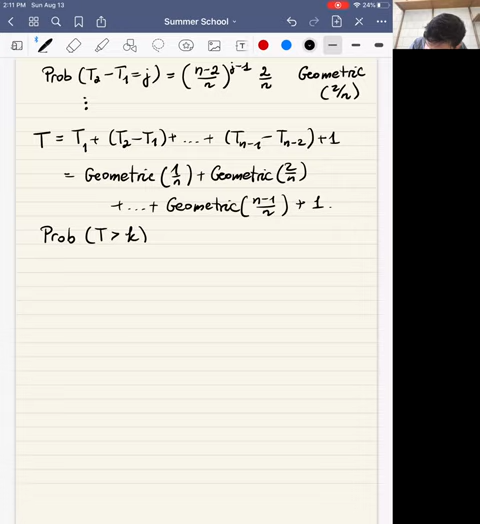 2:11 PM Sun Aug 13
24%
Summer School
Prob (T₂-T₁=j) = (n-2/n)^{j-1} 2/n Geometric
(2/n)
⋮
T = T₁ + (T₂-T₁) + ... + (Tₙ₋₁-Tₙ₋₂) + 1
= Geometric (1/n) + Geometric (2/n)
+ ... + Geometric (n-1/n) + 1.
Prob (T > k)